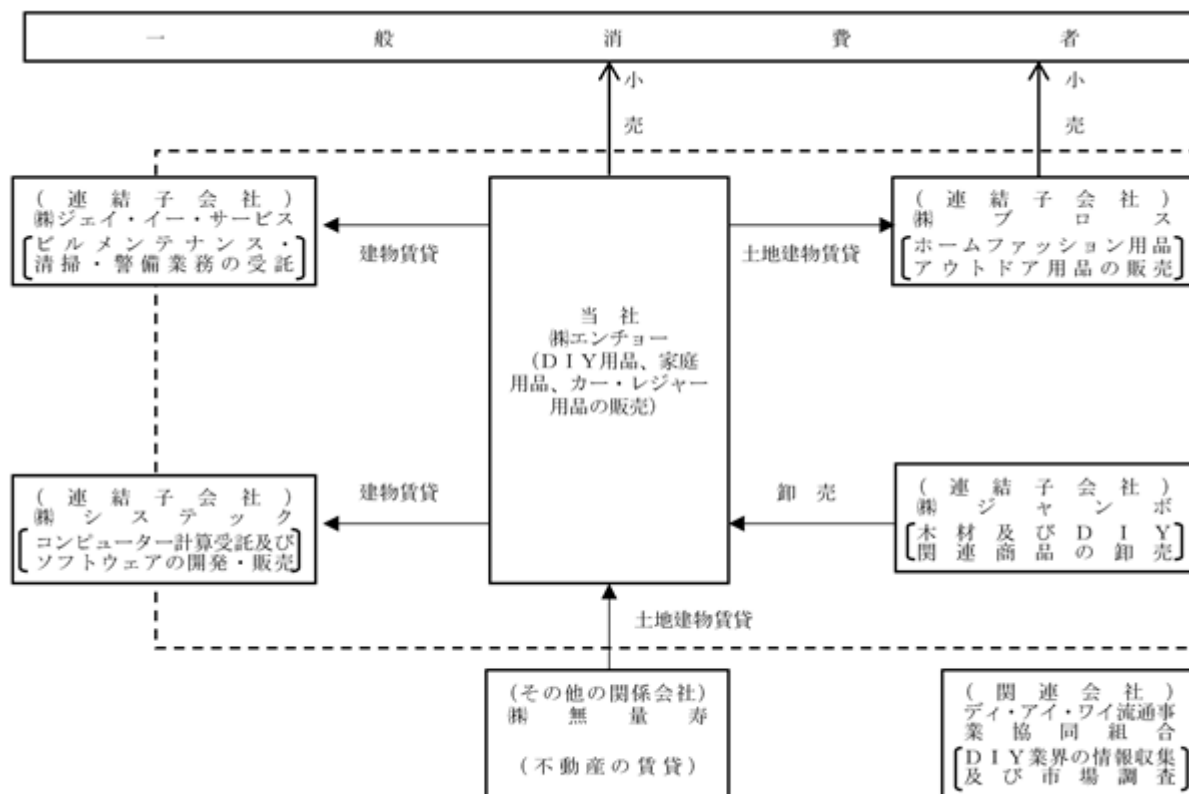 一般消費者
小売
小売
(連結子会社)
㈱ジェイ・イー・サービス
ビルメンテナンス・
清掃・警備業務の受託
建物賃貸
当社
㈱エンチョー
(DIY用品、家庭
用品、カー・レジャー
用品の販売)
土地建物賃貸
(連結子会社)
㈱ブロス
ホームファッション用品
アウトドア用品の販売
(連結子会社)
㈱システック
コンピューター計算受託及び
ソフトウェアの開発・販売
建物賃貸
卸売
(連結子会社)
㈱ジャンボ
木材及びDIY
関連商品の卸売
土地建物賃貸
(その他の関係会社)
㈱無量寿
(不動産の賃貸)
(関連会社)
ディ・アイ・ワイ流通事
業協同組合
DIY業界の情報収集
及び市場調査